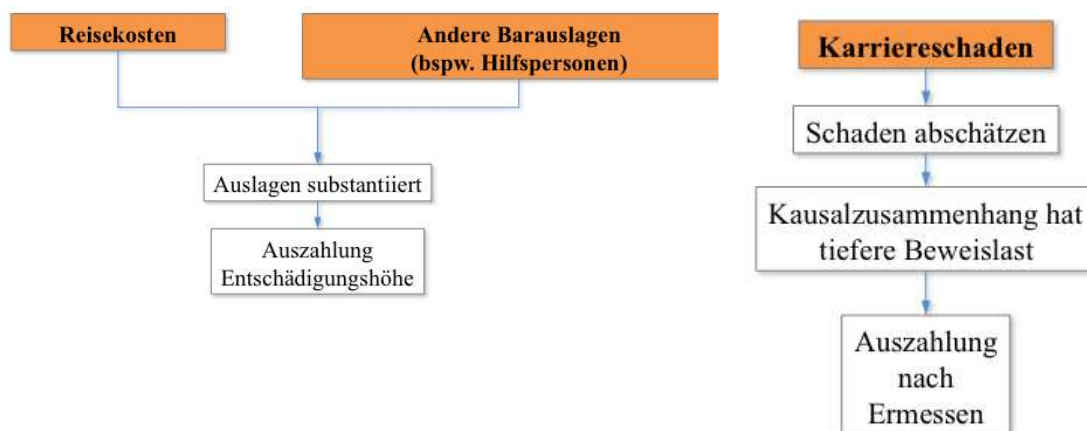 Reisekosten
Andere Barauslagen
(bspw. Hilfspersonen)
Auslagen substantiiert
Auszahlung
Entschädigungshöhe
Karriereschaden
Schaden abschätzen
Kausalzusammenhang hat
tiefere Beweislast
Auszahlung
nach
Ermessen